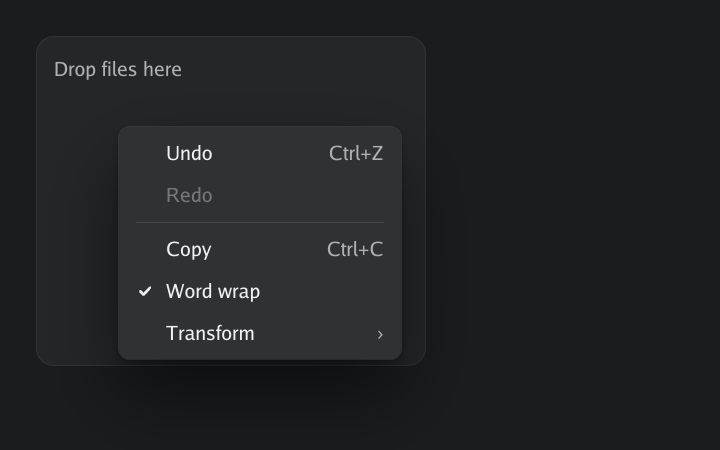 Drop files here
Undo Ctrl+Z
Redo
Copy Ctrl+C
Word wrap
Transform